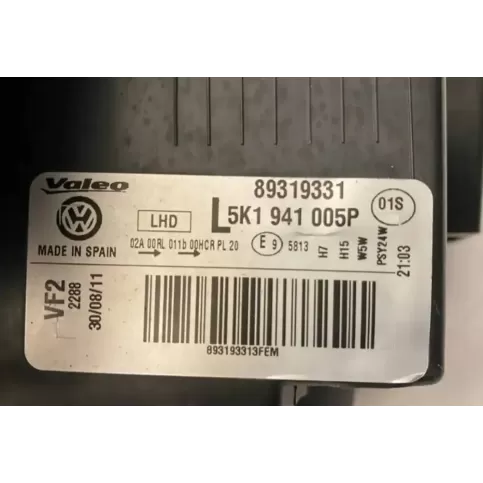 Valeo
89319331
LHD
L 5K1 941 005P
01S
MADE IN SPAIN
02A 00RL 011b 00HCR PL 20
E 9 5813
H7
H15
W5W
PSY24W
21:03
VF2
2288
30/08/11
893193313FEM